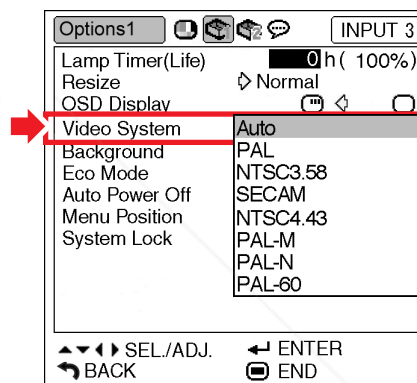 Options1 INPUT 3
Lamp Timer(Life) 0 h ( 100%)
Resize Normal
OSD Display
Video System Auto
Background PAL
Eco Mode NTSC3.58
Auto Power Off SECAM
Menu Position NTSC4.43
System Lock PAL-M
PAL-N
PAL-60
SEL./ADJ. ENTER
BACK END